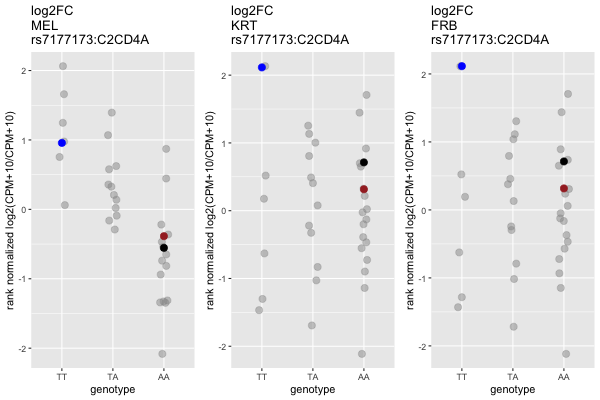 log2FC
MEL
rs7177173:C2CD4A
rank normalized log2(CPM+10/CPM+10)
2
1
0
-1
-2
TT
TA
AA
genotype
log2FC
KRT
rs7177173:C2CD4A
rank normalized log2(CPM+10/CPM+10)
2
1
0
-1
-2
TT
TA
AA
genotype
log2FC
FRB
rs7177173:C2CD4A
rank normalized log2(CPM+10/CPM+10)
2
1
0
-1
-2
TT
TA
AA
genotype